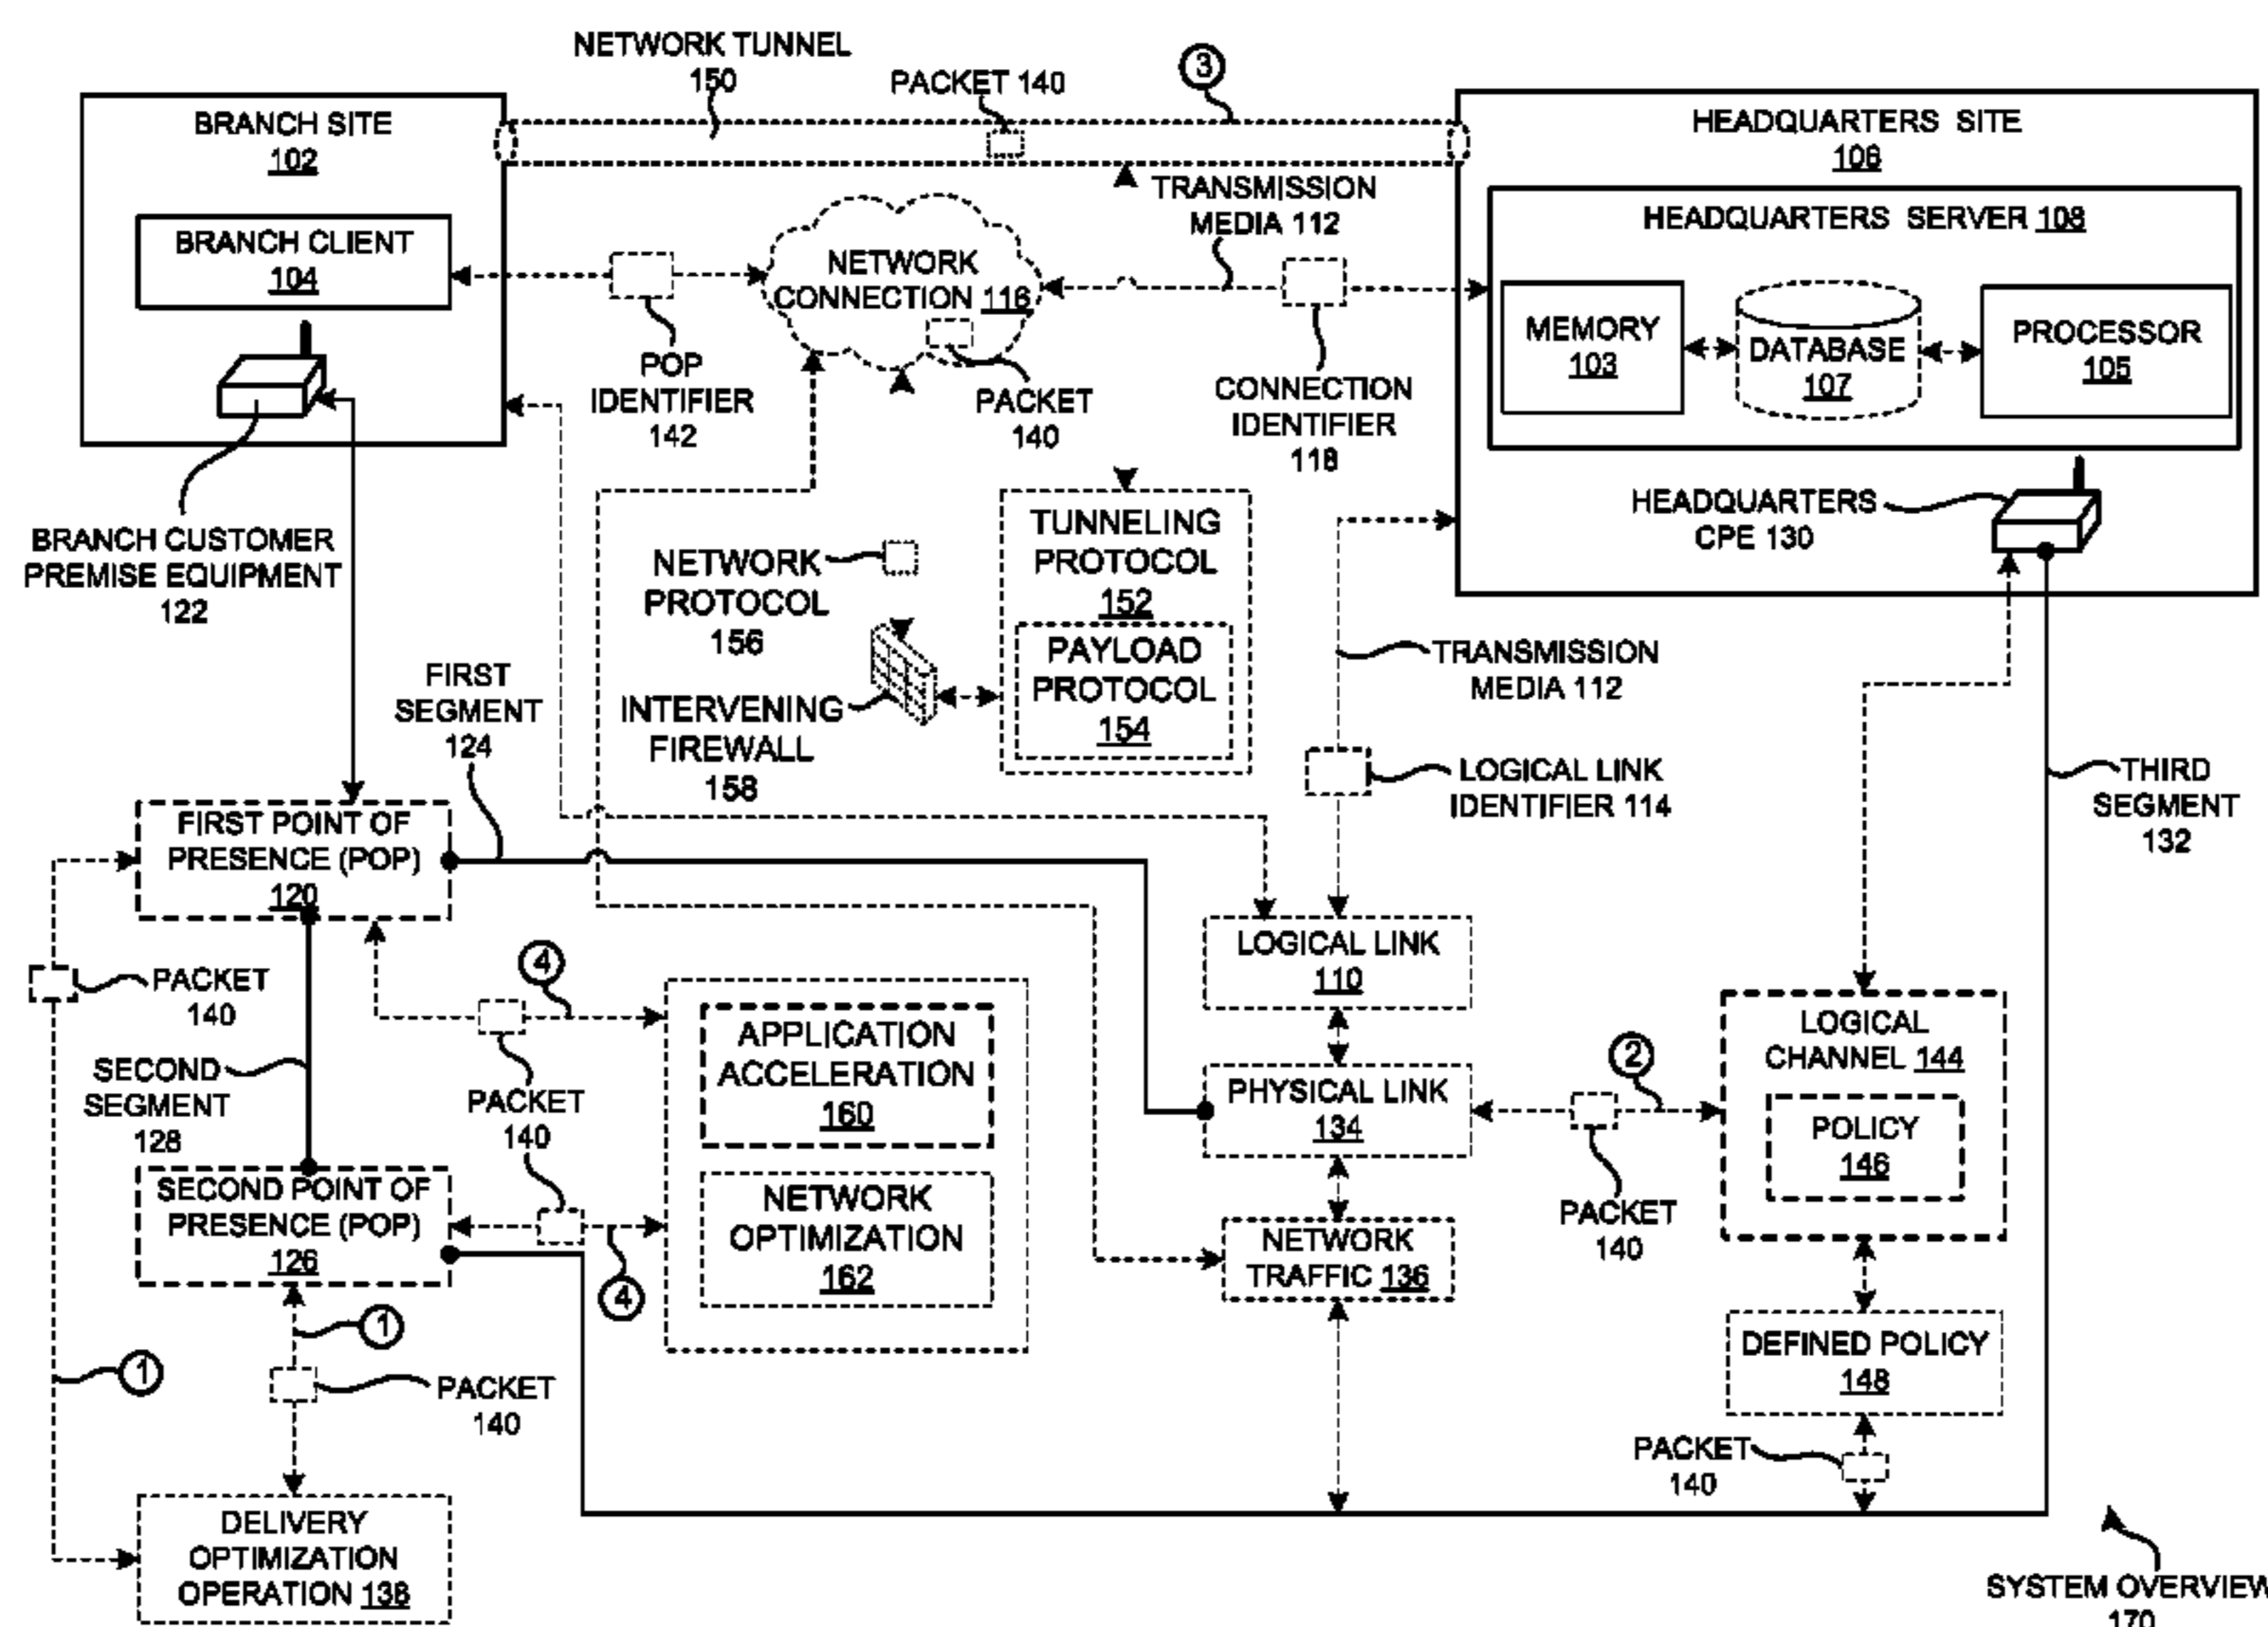 NETWORK TUNNEL
150
PACKET 140
3
BRANCH SITE
102
BRANCH CLIENT
104
HEADQUARTERS SITE
106
HEADQUARTERS SERVER 108
MEMORY
103
DATABASE
107
PROCESSOR
105
TRANSMISSION
MEDIA 112
NETWORK
CONNECTION 116
POP
IDENTIFIER
142
PACKET
140
CONNECTION
IDENTIFIER
118
HEADQUARTERS
CPE 130
BRANCH CUSTOMER
PREMISE EQUIPMENT
122
NETWORK
PROTOCOL
156
TUNNELING
PROTOCOL
152
PAYLOAD
PROTOCOL
154
INTERVENING
FIREWALL
158
FIRST
SEGMENT
124
TRANSMISSION
MEDIA 112
LOGICAL LINK
IDENTIFIER 114
THIRD
SEGMENT
132
FIRST POINT OF
PRESENCE (POP)
120
PACKET
140
4
LOGICAL LINK
110
APPLICATION
ACCELERATION
160
NETWORK
OPTIMIZATION
162
SECOND
SEGMENT
128
PACKET
140
PHYSICAL LINK
134
2
LOGICAL
CHANNEL 144
POLICY
146
PACKET
140
SECOND POINT OF
PRESENCE (POP)
126
4
NETWORK
TRAFFIC 136
1
1
PACKET
140
DEFINED POLICY
148
PACKET
140
DELIVERY
OPTIMIZATION
OPERATION 138
SYSTEM OVERVIEW
170